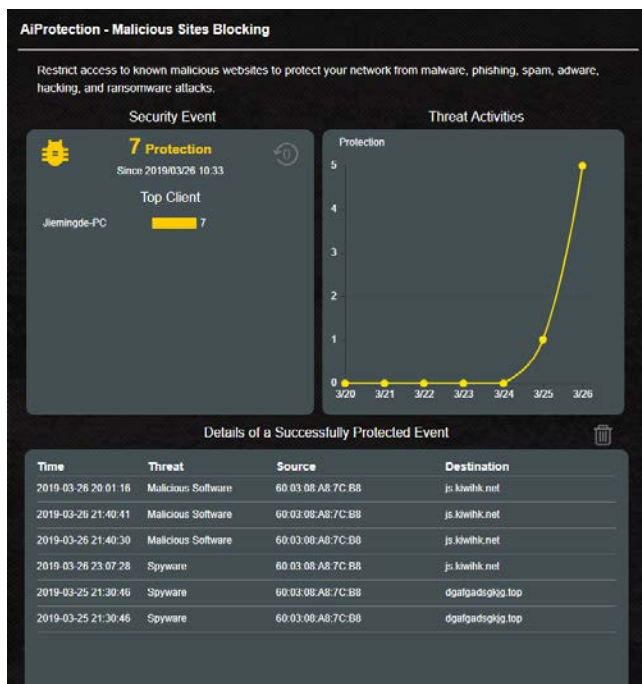 AiProtection - Malicious Sites Blocking
Restrict access to known malicious websites to protect your network from malware, phishing, spam, adware,
hacking, and ransomware attacks.
Security Event
7 Protection
Since 2019/03/26 10:33
0
Top Client
Jiemingde-PC 7
Threat Activities
Protection
5
4
3
2
1
0
3/20 3/21 3/22 3/23 3/24 3/25 3/26
Details of a Successfully Protected Event
Time Threat Source Destination
2019-03-26 20:01:16 Malicious Software 60:03:08:A8:7C:B8 js.kiwihk.net
2019-03-26 21:40:41 Malicious Software 60:03:08:A8:7C:B8 js.kiwihk.net
2019-03-26 21:40:30 Malicious Software 60:03:08:A8:7C:B8 js.kiwihk.net
2019-03-26 23:07:28 Spyware 60:03:08:A8:7C:B8 js.kiwihk.net
2019-03-25 21:30:46 Spyware 60:03:08:A8:7C:B8 dgafgadsgkjg.top
2019-03-25 21:30:46 Spyware 60:03:08:A8:7C:B8 dgafgadsgkjg.top